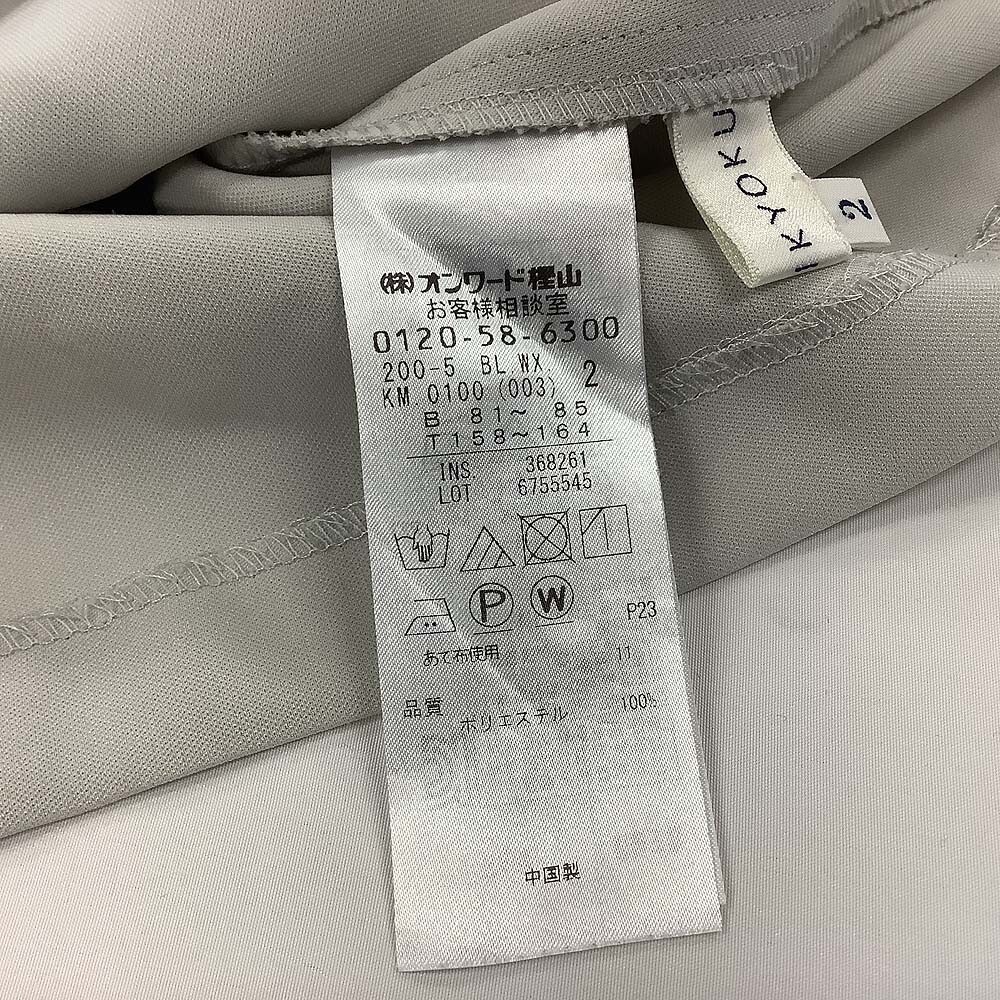 (株)オンワード樫山
お客様相談室
0120-58-6300
200-5 BL.WX.
KM 0100 (003) 2
B 81～ 85
T158～164
INS 368261
LOT 6755545
P W P23
あて布使用 11
品質 ポリエステル 100%
中国製
KYOKU
2